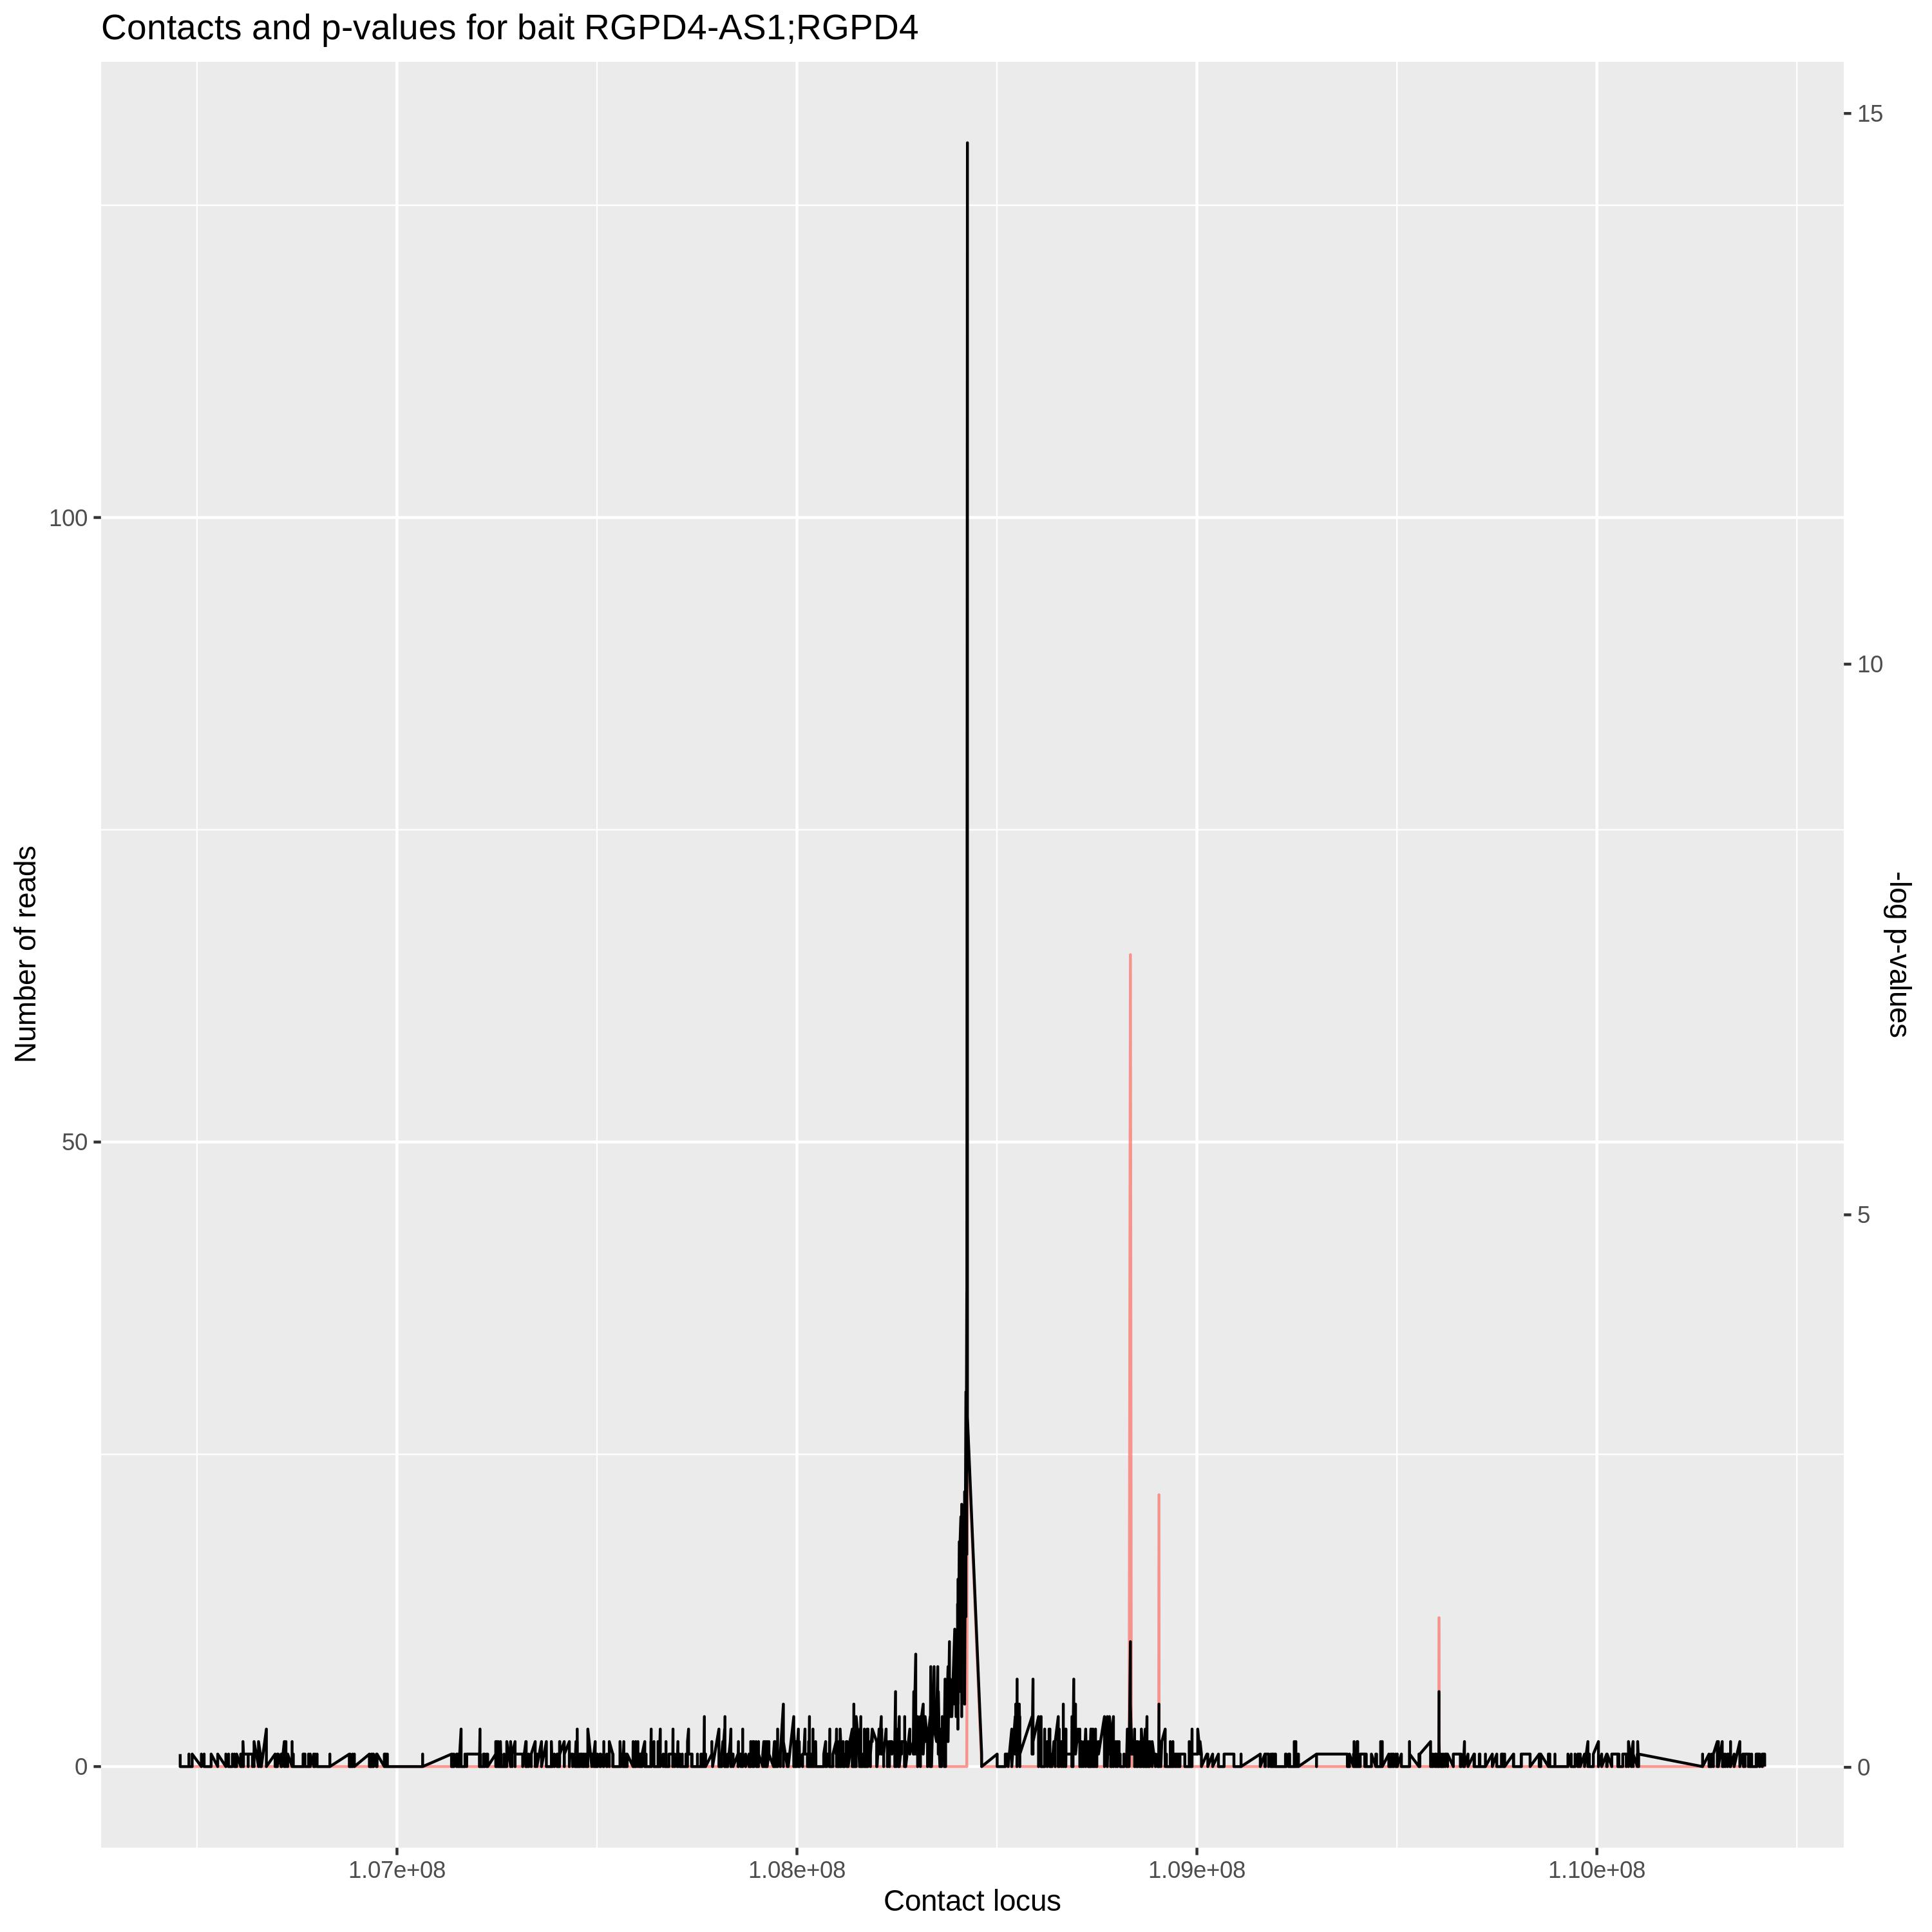 Contacts and p-values for bait RGPD4-AS1;RGPD4
15
100
10
Number of reads
-log p-values
50
5
0
0
1.07e+08
1.08e+08
1.09e+08
1.10e+08
Contact locus